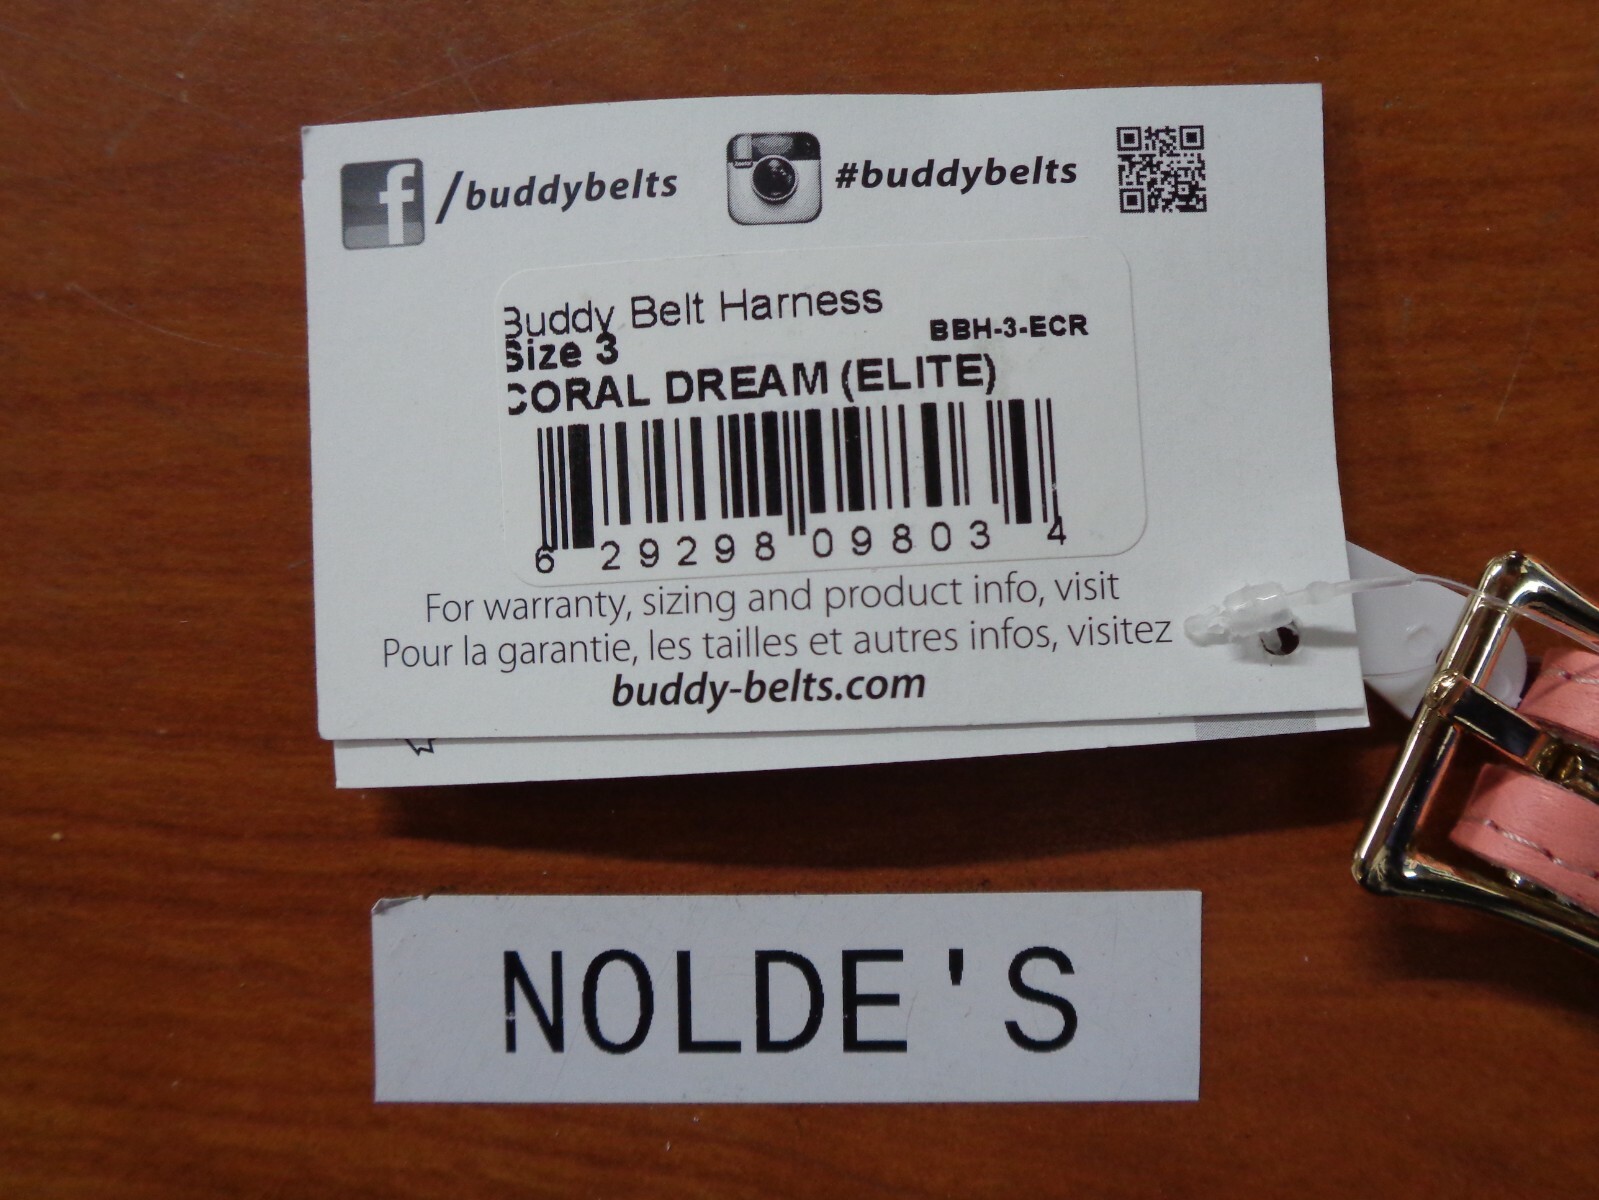 f /buddybelts #buddybelts
Buddy Belt Harness
Size 3 BBH-3-ECR
CORAL DREAM (ELITE)
6 29298 09803 4
For warranty, sizing and product info, visit
Pour la garantie, les tailles et autres infos, visitez
buddy-belts.com
NOLDE'S